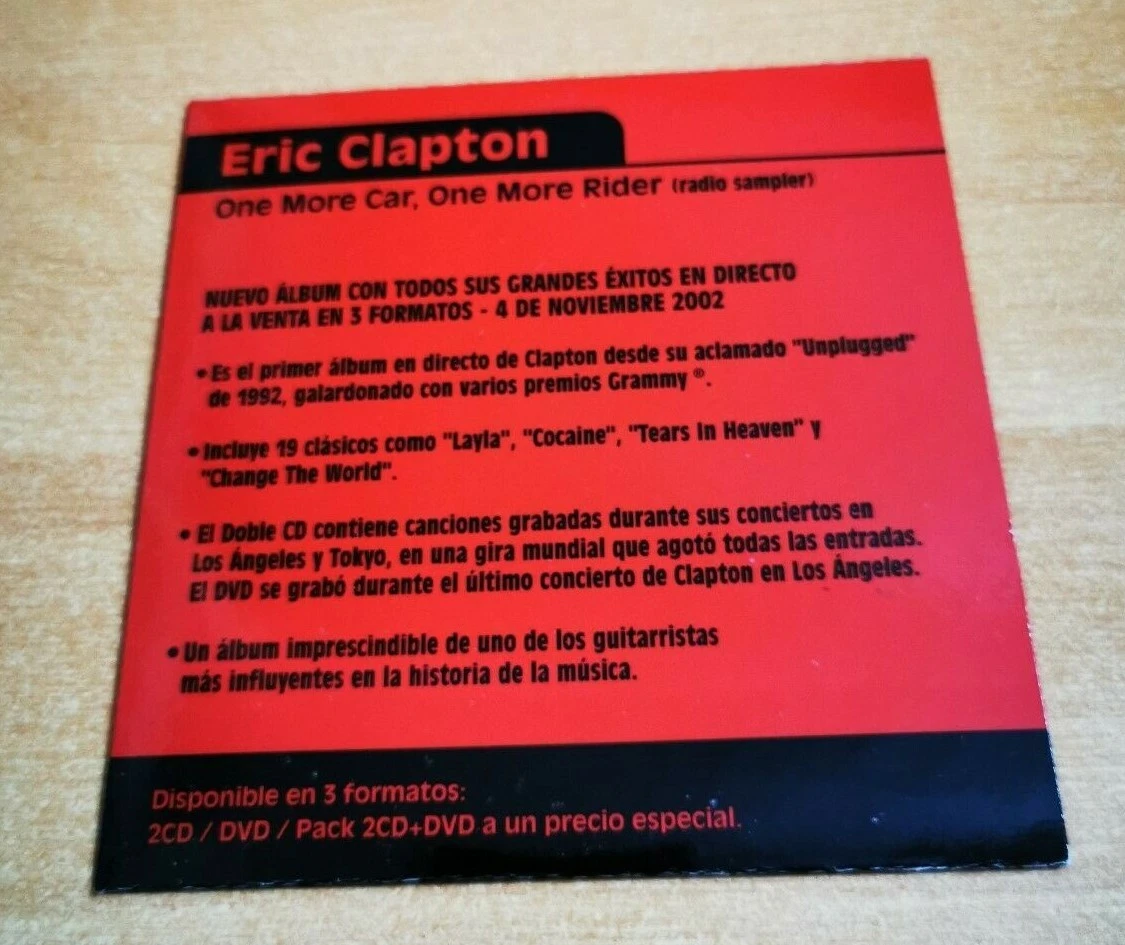 Eric Clapton
One More Car, One More Rider (radio sampler)
NUEVO ÁLBUM CON TODOS SUS GRANDES ÉXITOS EN DIRECTO
A LA VENTA EN 3 FORMATOS - 4 DE NOVIEMBRE 2002
• Es el primer álbum en directo de Clapton desde su aclamado "Unplugged"
de 1992, galardonado con varios premios Grammy ®.
• Incluye 19 clásicos como "Layla", "Cocaine", "Tears In Heaven" y
"Change The World".
• El Doble CD contiene canciones grabadas durante sus conciertos en
Los Ángeles y Tokyo, en una gira mundial que agotó todas las entradas.
El DVD se grabó durante el último concierto de Clapton en Los Ángeles.
• Un álbum imprescindible de uno de los guitarristas
más influyentes en la historia de la música.
Disponible en 3 formatos:
2CD / DVD / Pack 2CD+DVD a un precio especial.